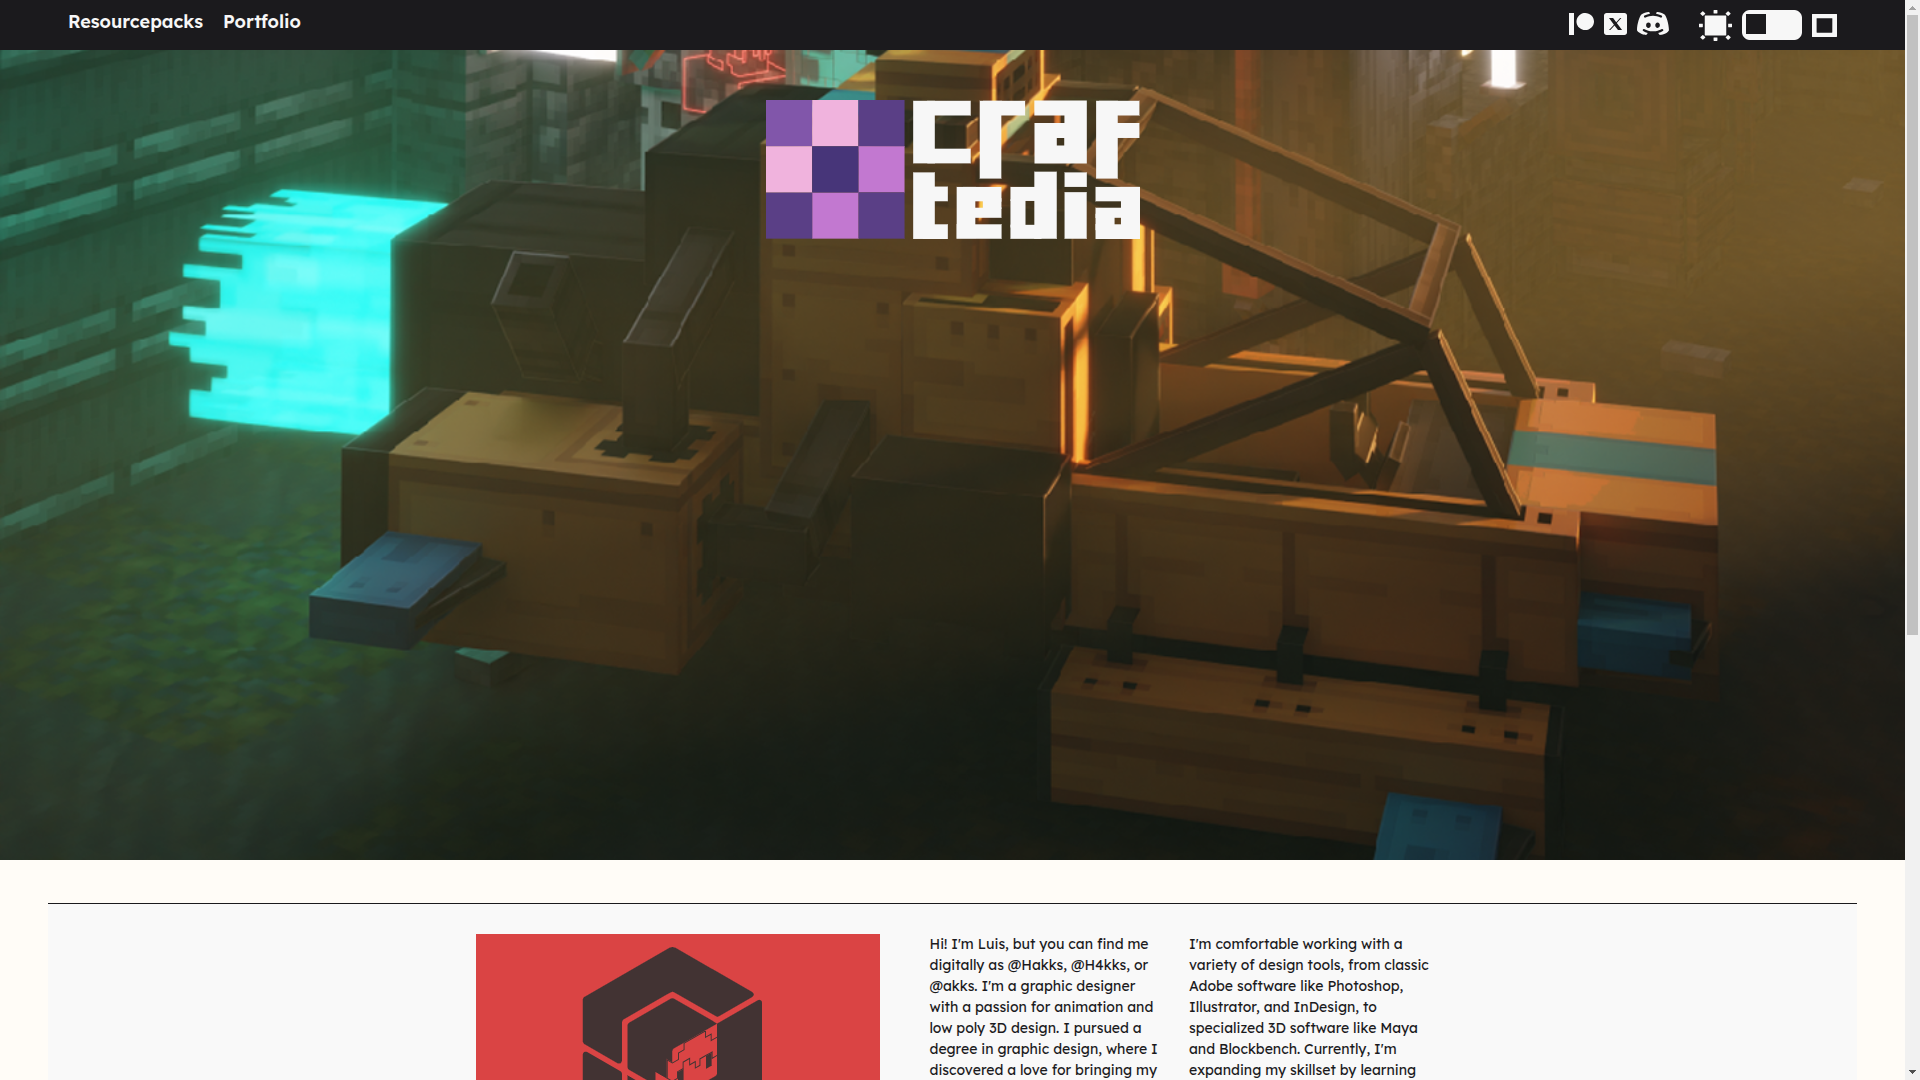 Resourcepacks Portfolio
craf
tedia
Hi! I'm Luis, but you can find me
digitally as @Hakks, @H4kks, or
@akks. I'm a graphic designer
with a passion for animation and
low poly 3D design. I pursued a
degree in graphic design, where I
discovered a love for bringing my
I'm comfortable working with a
variety of design tools, from classic
Adobe software like Photoshop,
Illustrator, and InDesign, to
specialized 3D software like Maya
and Blockbench. Currently, I'm
expanding my skillset by learning